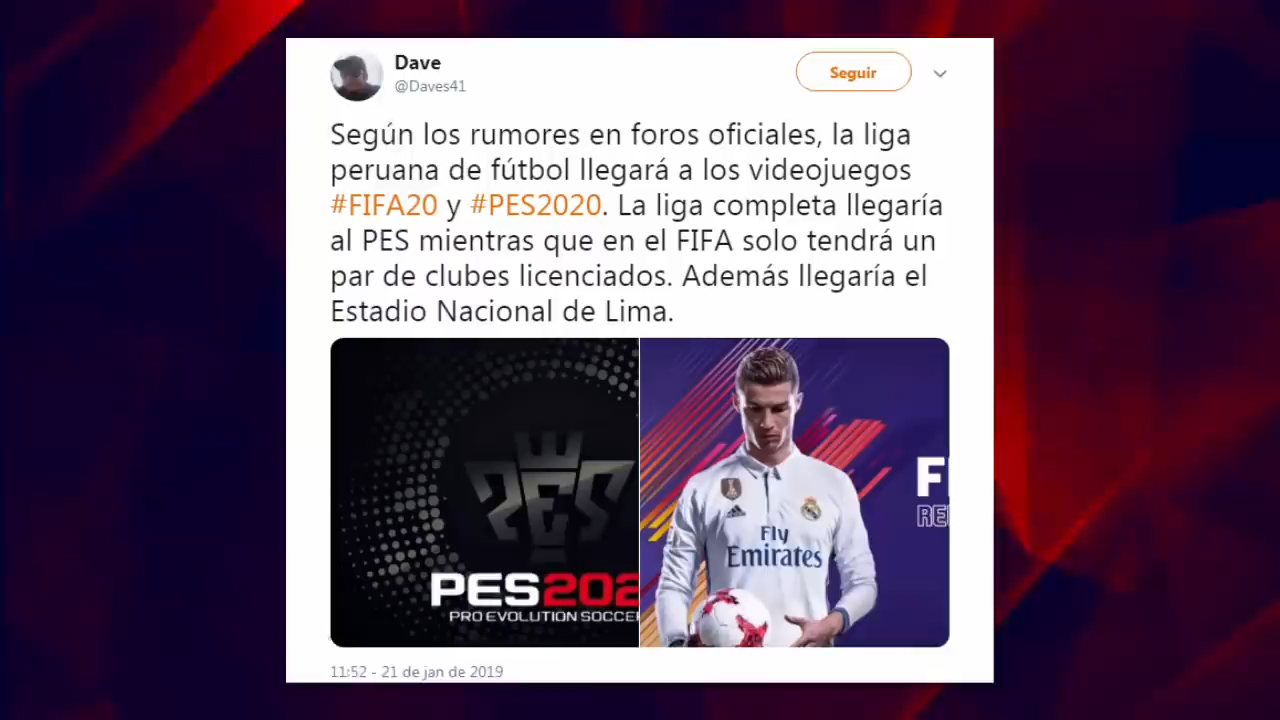 Dave
@Daves41
Seguir
Según los rumores en foros oficiales, la liga
peruana de fútbol llegará a los videojuegos
#FIFA20 y #PES2020. La liga completa llegaría
al PES mientras que en el FIFA solo tendrá un
par de clubes licenciados. Además llegaría el
Estadio Nacional de Lima.
PES
PES202
PRO EVOLUTION SOCCER
Fly
Emirates
FI
RE
11:52 - 21 de jan de 2019